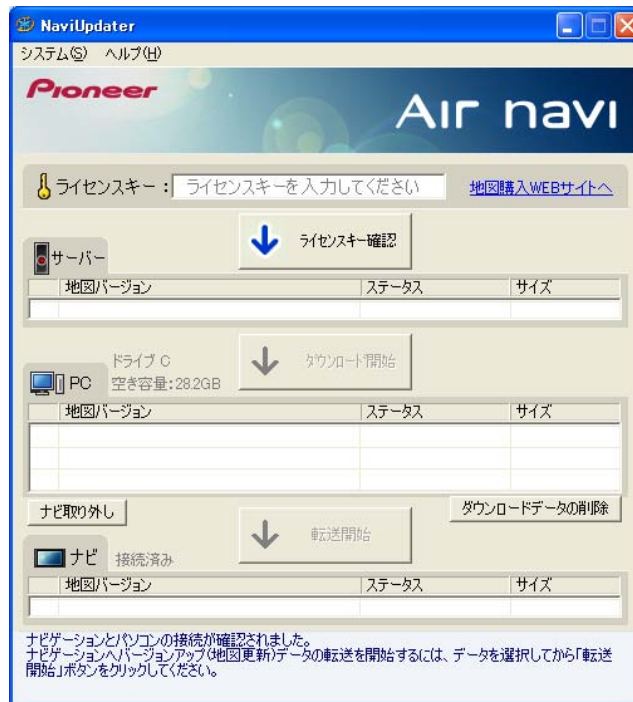 NaviUpdater
システム(S) ヘルプ(H)
Pioneer
AIr navi
ライセンスキー： ライセンスキーを入力してください 地図購入WEBサイトへ
ライセンスキー確認
サーバー
地図バージョン ステータス サイズ
ドライブ C
ダウンロード開始
PC 空き容量:28.2GB
地図バージョン ステータス サイズ
ナビ取り外し ダウンロードデータの削除
転送開始
ナビ 接続済み
地図バージョン ステータス サイズ
ナビゲーションとパソコンの接続が確認されました。
ナビゲーションへバージョンアップ(地図更新)データの転送を開始するには、データを選択してから「転送
開始」ボタンをクリックしてください。